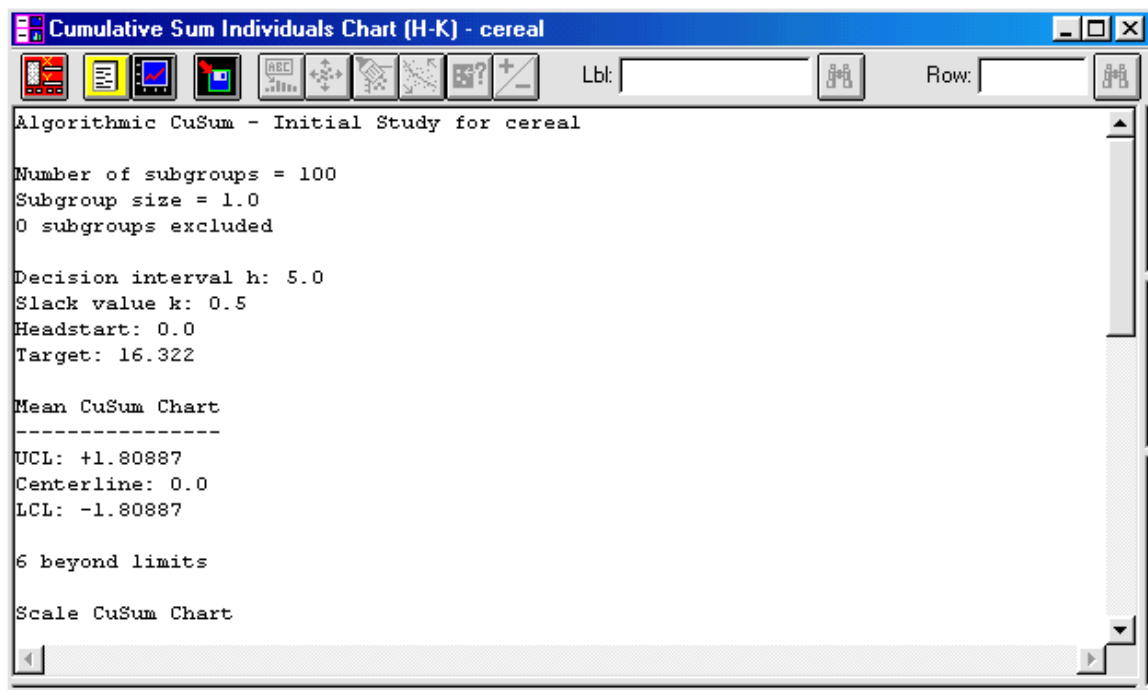 Cumulative Sum Individuals Chart (H-K) - cereal
ABC Lbl: Row:
Algorithmic CuSum - Initial Study for cereal
Number of subgroups = 100
Subgroup size = 1.0
0 subgroups excluded
Decision interval h: 5.0
Slack value k: 0.5
Headstart: 0.0
Target: 16.322
Mean CuSum Chart
----------------
UCL: +1.80887
Centerline: 0.0
LCL: -1.80887
6 beyond limits
Scale CuSum Chart